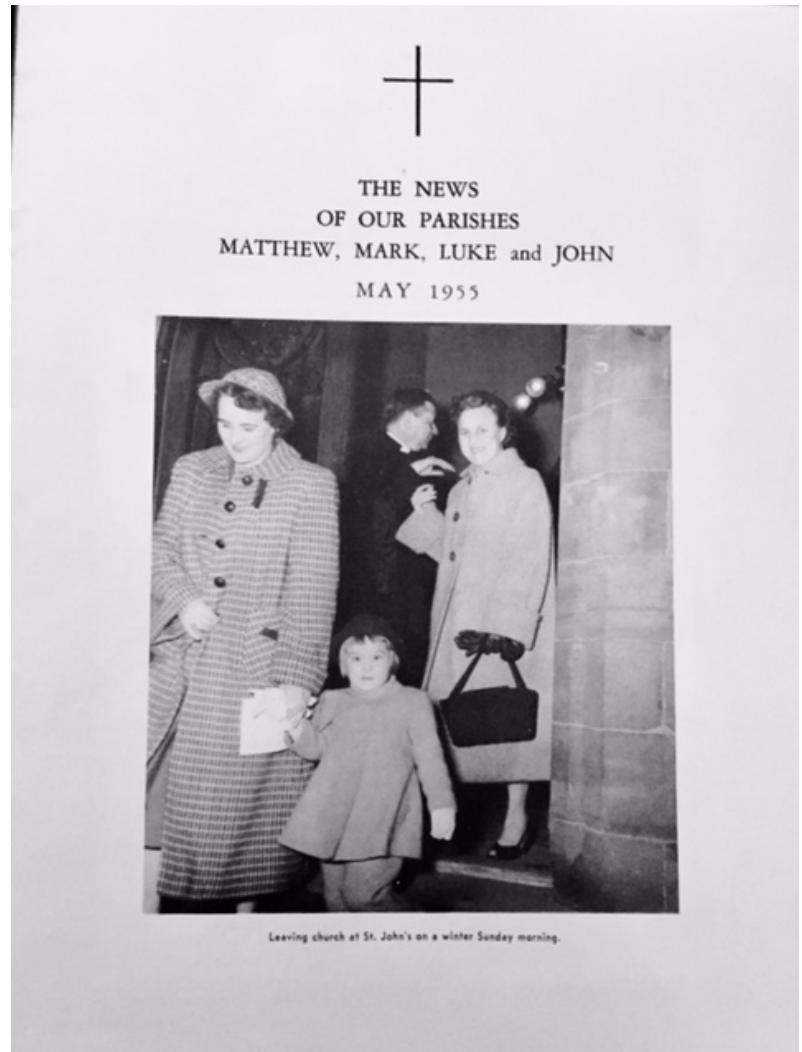 THE NEWS
OF OUR PARISHES
MATTHEW, MARK, LUKE and JOHN
MAY 1955
Leaving church at St. John's on a winter Sunday morning.